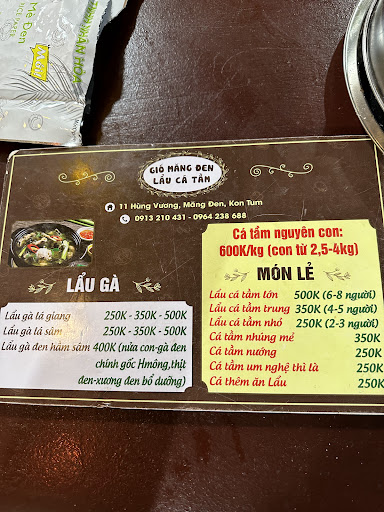 GIÓ MĂNG ĐEN
LẨU CÁ TẦM
11 Hùng Vương, Măng Đen, Kon Tum
0913 210 431 - 0964 238 688
LẨU GÀ
Lẩu gà lá giang 250K - 350K - 500K
Lẩu gà lá sâm 250K - 350K - 500K
Lẩu gà đen hầm sâm 400K (nửa con-gà đen
chính gốc Hmông,thịt
đen-xương đen bổ dưỡng)
Cá tầm nguyên con:
600K/kg (con từ 2,5-4kg)
MÓN LẺ
Lẩu cá tầm lớn 500K (6-8 người)
Lẩu cá tầm trung 350K (4-5 người)
Lẩu cá tầm nhỏ 250K (2-3 người)
Cá tầm nhúng mẻ 350K
Cá tầm nướng 250K
Cá tầm um nghệ thì là 250K
Cá thêm ăn Lẩu 250K